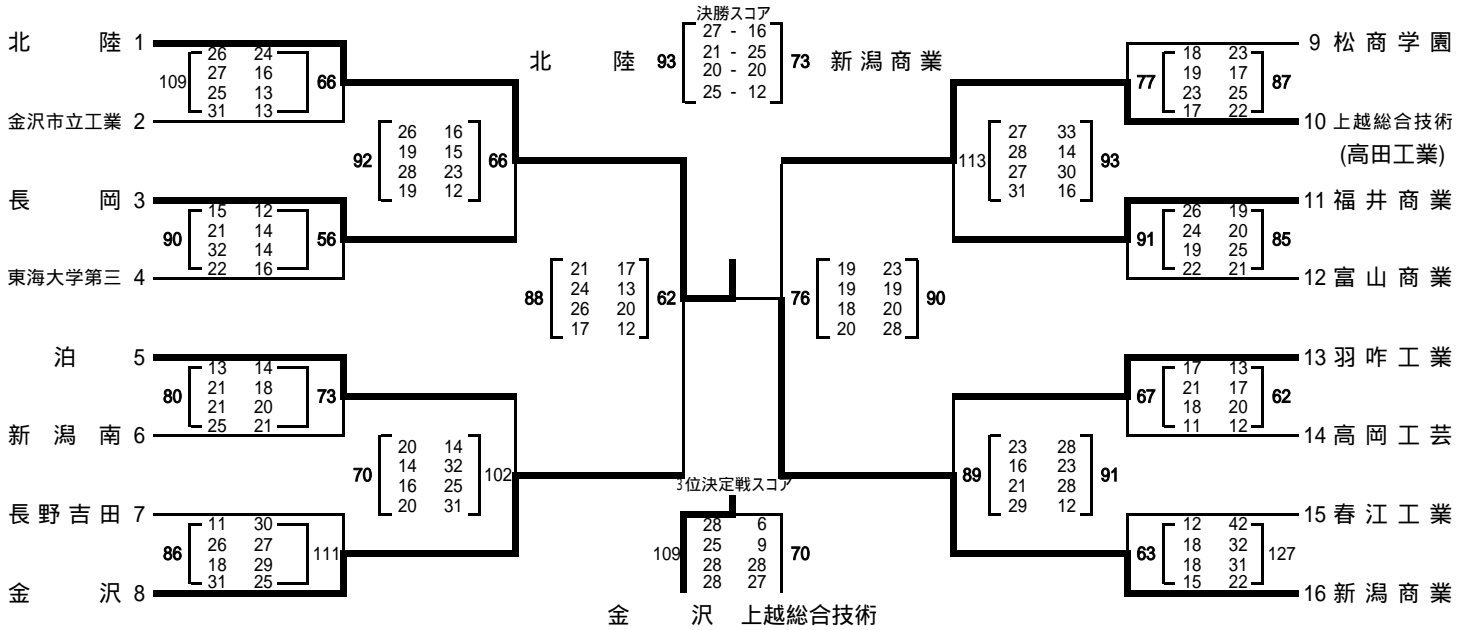 決勝スコア
北 陸 93 27 - 16 73 新潟商業
21 - 25
20 - 20
25 - 12
北 陸 1
109 26 24 66
27 16
25 13
31 13
金沢市立工業 2
92 26 16 66
19 15
28 23
19 12
長 岡 3
90 15 12 56
21 14
32 14
22 16
東海大学第三 4
88 21 17 62
24 13
26 20
17 12
泊 5
80 13 14 73
21 18
21 20
25 21
新 潟 南 6
70 20 14 102
14 32
16 25
20 31
長野吉田 7
86 11 30 111
26 27
18 29
31 25
金 沢 8
9 松商学園
77 18 23 87
19 17
23 25
17 22
10 上越総合技術
(高田工業)
113 27 33 93
28 14
27 30
31 16
11 福井商業
91 26 19 85
24 20
19 25
22 21
12 富山商業
76 19 23 90
19 19
18 20
20 28
13 羽咋工業
67 17 13 62
21 17
18 20
11 12
14 高岡工芸
89 23 28 91
16 23
21 28
29 12
15 春江工業
63 12 42 127
18 32
18 31
15 22
16 新潟商業
3位決定戦スコア
109 28 6 70
25 9
28 28
28 27
金 沢 上越総合技術